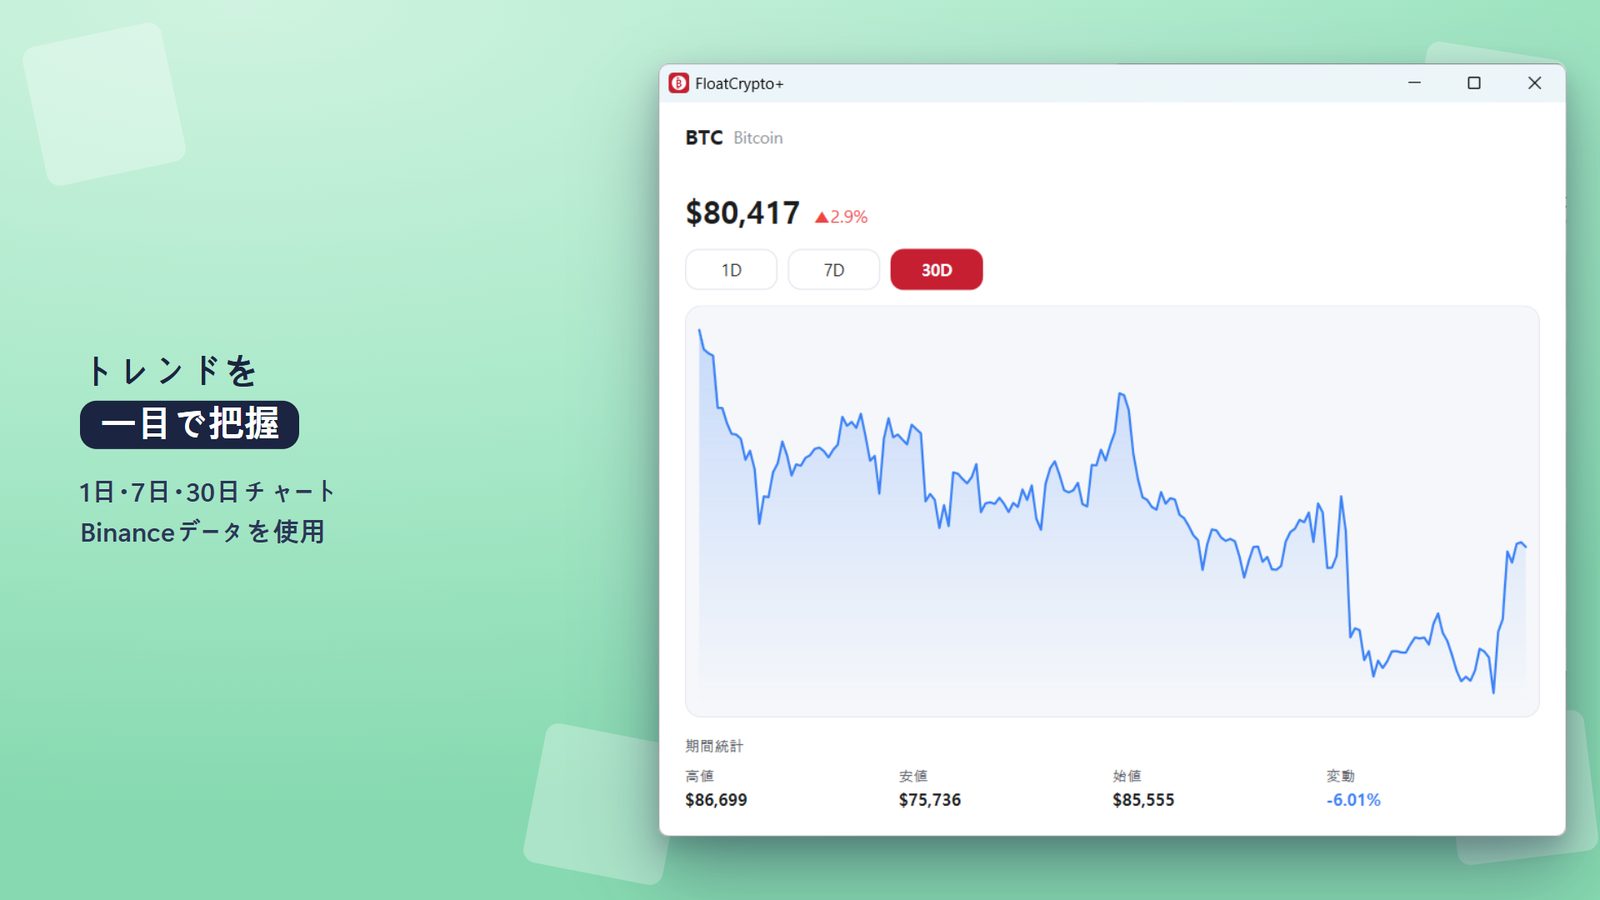 トレンドを
一目で把握
1日･7日･30日チャート
Binanceデータを使用
FloatCrypto+
BTC Bitcoin
$80,417 ▲2.9%
1D 7D 30D
期間統計
高値 安値 始値 変動
$86,699 $75,736 $85,555 -6.01%